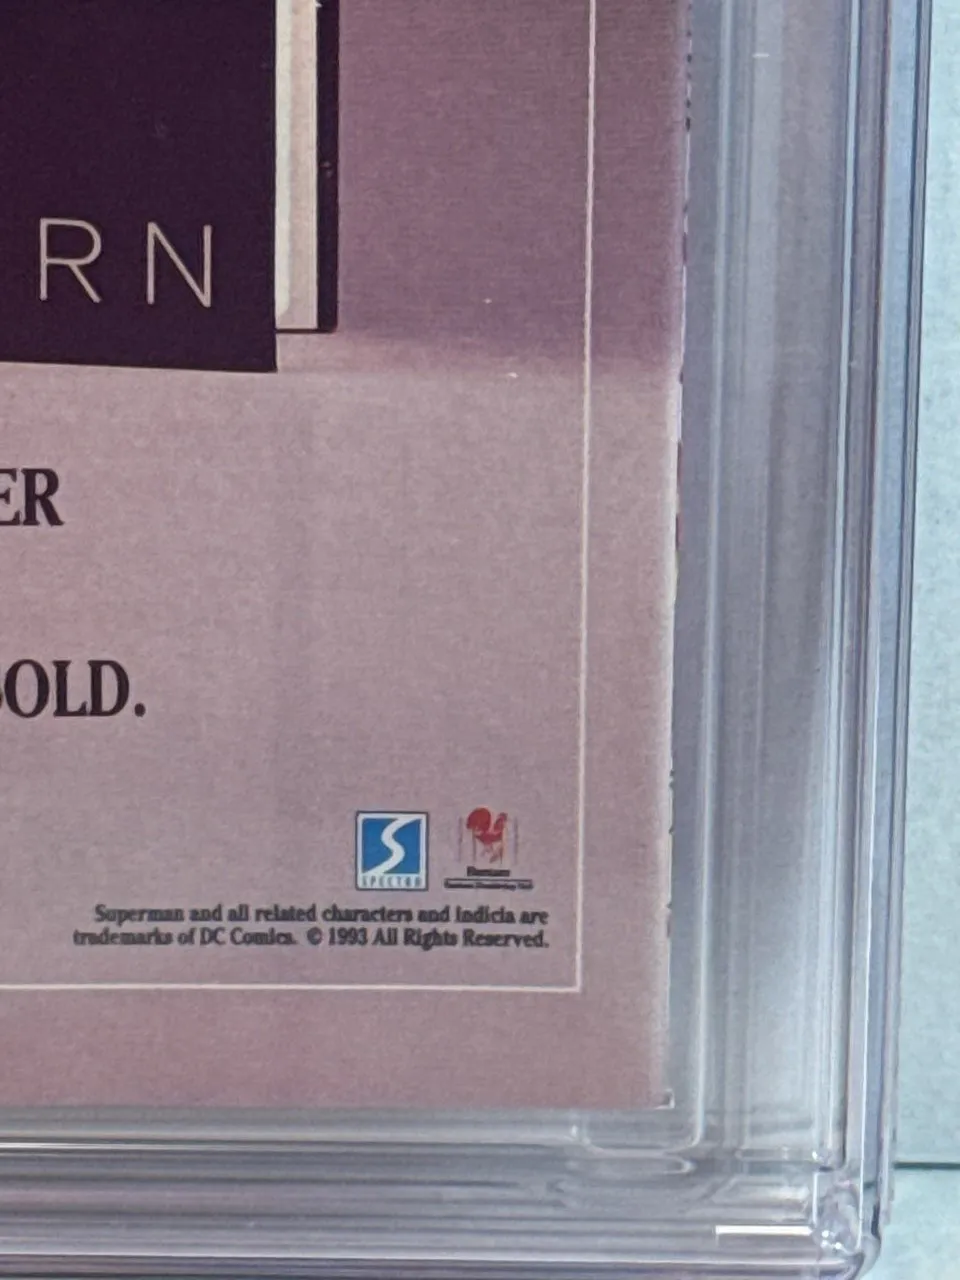 RN
ER
OLD.
SPECTRA
Superman and all related characters and indicia are
trademarks of DC Comics. © 1993 All Rights Reserved.